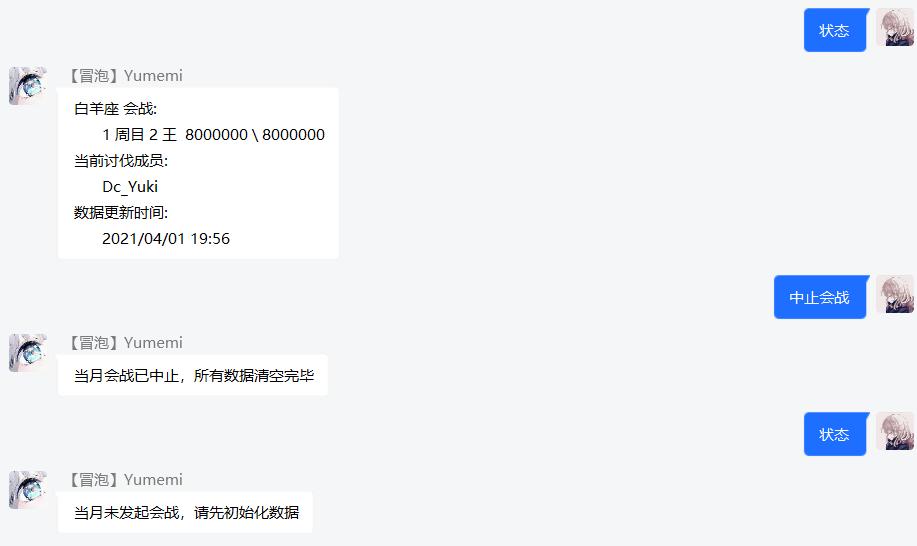 状态
【冒泡】Yumemi
白羊座 会战:
1 周目 2 王 8000000 \ 8000000
当前讨伐成员:
Dc_Yuki
数据更新时间:
2021/04/01 19:56
中止会战
【冒泡】Yumemi
当月会战已中止，所有数据清空完毕
状态
【冒泡】Yumemi
当月未发起会战，请先初始化数据